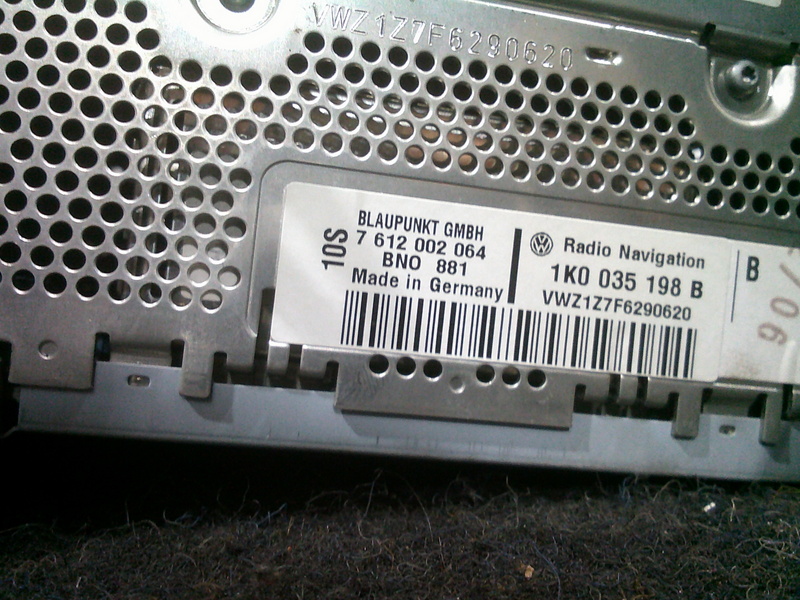 VWZ1Z7F6290620
10S
BLAUPUNKT GMBH
7 612 002 064
BNO 881
Made in Germany
Radio Navigation
1K0 035 198 B
VWZ1Z7F6290620
B